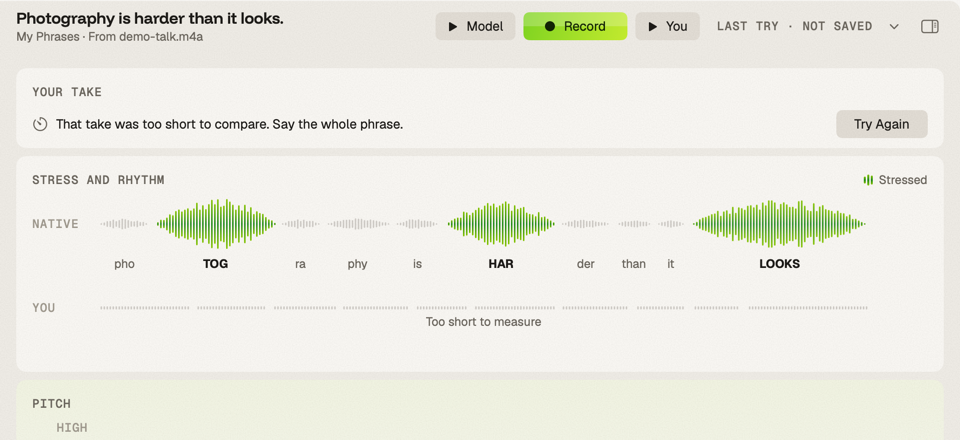 Photography is harder than it looks.
My Phrases · From demo-talk.m4a
Model
Record
You
LAST TRY · NOT SAVED
YOUR TAKE
That take was too short to compare. Say the whole phrase.
Try Again
STRESS AND RHYTHM
Stressed
NATIVE
pho TOG ra phy is HAR der than it LOOKS
YOU
Too short to measure
PITCH
HIGH